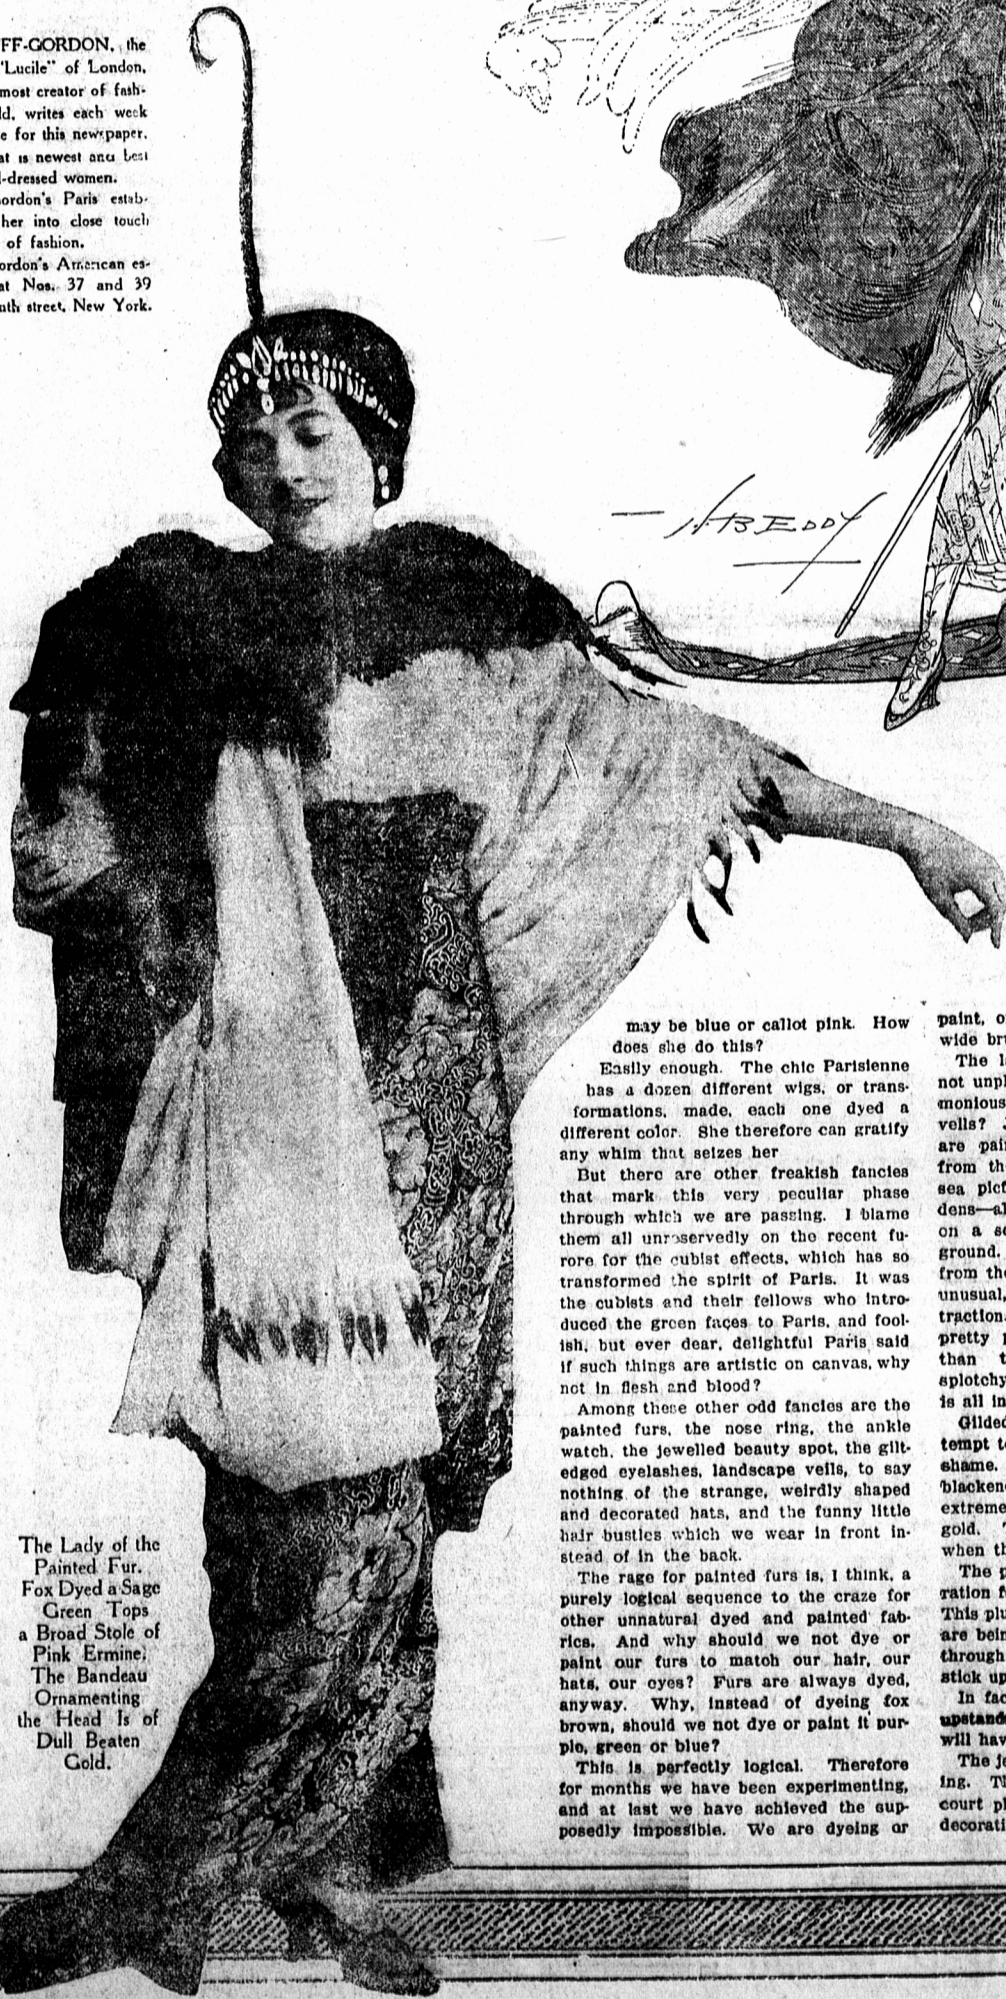 FF-GORDON, the
"Lucile" of London,
most creator of fash-
ld, writes each week
e for this newspaper,
at is newest and best
l-dressed women.
ordon's Paris estab-
her into close touch
of fashion.
ordon's American es-
at Nos. 37 and 39
nth street, New York.
H B EDDY
The Lady of the
Painted Fur.
Fox Dyed a Sage
Green Tops
a Broad Stole of
Pink Ermine.
The Bandeau
Ornamenting
the Head Is of
Dull Beaten
Gold.
may be blue or callot pink. How
does she do this?
Easily enough. The chic Parisienne
has a dozen different wigs, or trans-
formations, made, each one dyed a
different color. She therefore can gratify
any whim that seizes her
But there are other freakish fancies
that mark this very peculiar phase
through which we are passing. I blame
them all unreservedly on the recent fu-
rore for the cubist effects, which has so
transformed the spirit of Paris. It was
the cubists and their fellows who intro-
duced the green faces to Paris, and fool-
ish, but ever dear, delightful Paris said
if such things are artistic on canvas, why
not in flesh and blood?
Among these other odd fancies are the
painted furs, the nose ring, the ankle
watch, the jewelled beauty spot, the gilt-
edged eyelashes, landscape veils, to say
nothing of the strange, weirdly shaped
and decorated hats, and the funny little
hair bustles which we wear in front in-
stead of in the back.
The rage for painted furs is, I think, a
purely logical sequence to the craze for
other unnatural dyed and painted fab-
rics. And why should we not dye or
paint our furs to match our hair, our
hats, our eyes? Furs are always dyed,
anyway. Why, instead of dyeing fox
brown, should we not dye or paint it pur-
ple, green or blue?
This is perfectly logical. Therefore
for months we have been experimenting,
and at last we have achieved the sup-
posedly impossible. We are dyeing or
paint, o
wide br
The l
not unpl
monious
veils?
are pai
from th
sea pict
dens—al
on a s
ground.
from the
unusual,
traction.
pretty
than t
splotchy
is all in
Gilded
tempt t
shame.
blackene
extreme
gold.
when th
The p
ration f
This plu
are bein
through
stick up
In fac
upstand
will hav
The j
ing. T
court pl
decorati